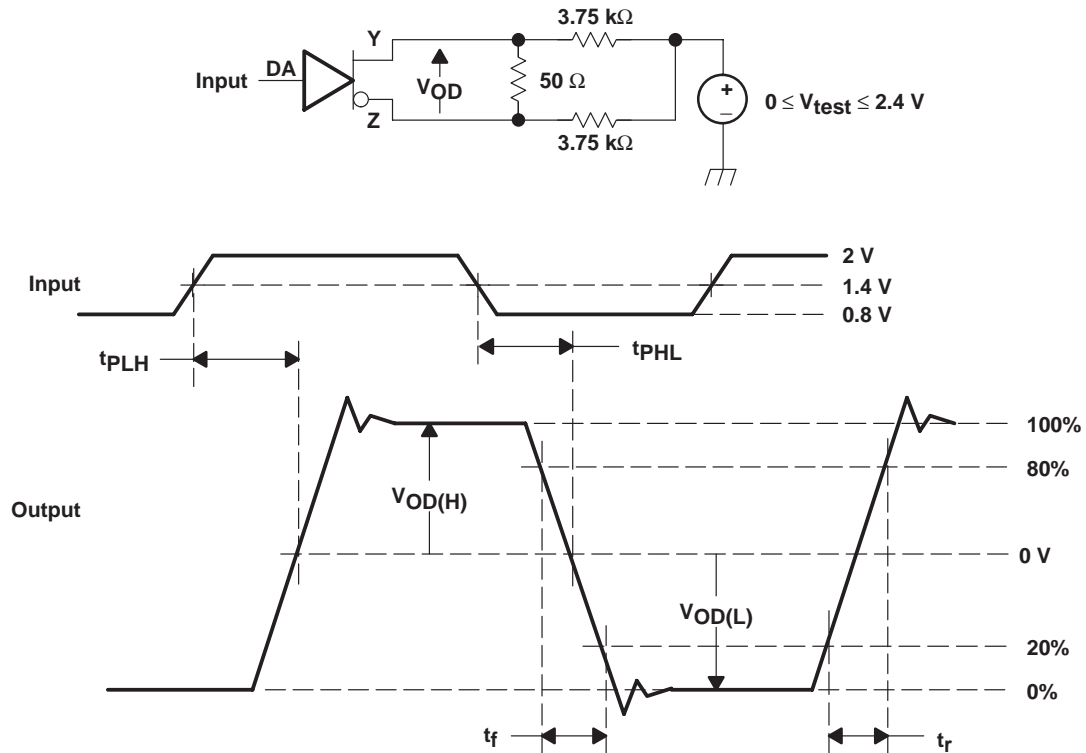 3.75 kΩ
Y
Input
DA
VOD
50 Ω
+
–
0 ≤ Vtest ≤ 2.4 V
Z
3.75 kΩ
2 V
Input
1.4 V
0.8 V
tPLH
tPHL
100%
80%
VOD(H)
Output
0 V
VOD(L)
20%
0%
tf
tr